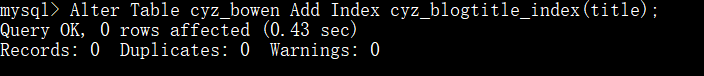 mysql> Alter Table cyz_bowen Add Index cyz_blogtitle_index(title);
Query OK, 0 rows affected (0.43 sec)
Records: 0  Duplicates: 0  Warnings: 0